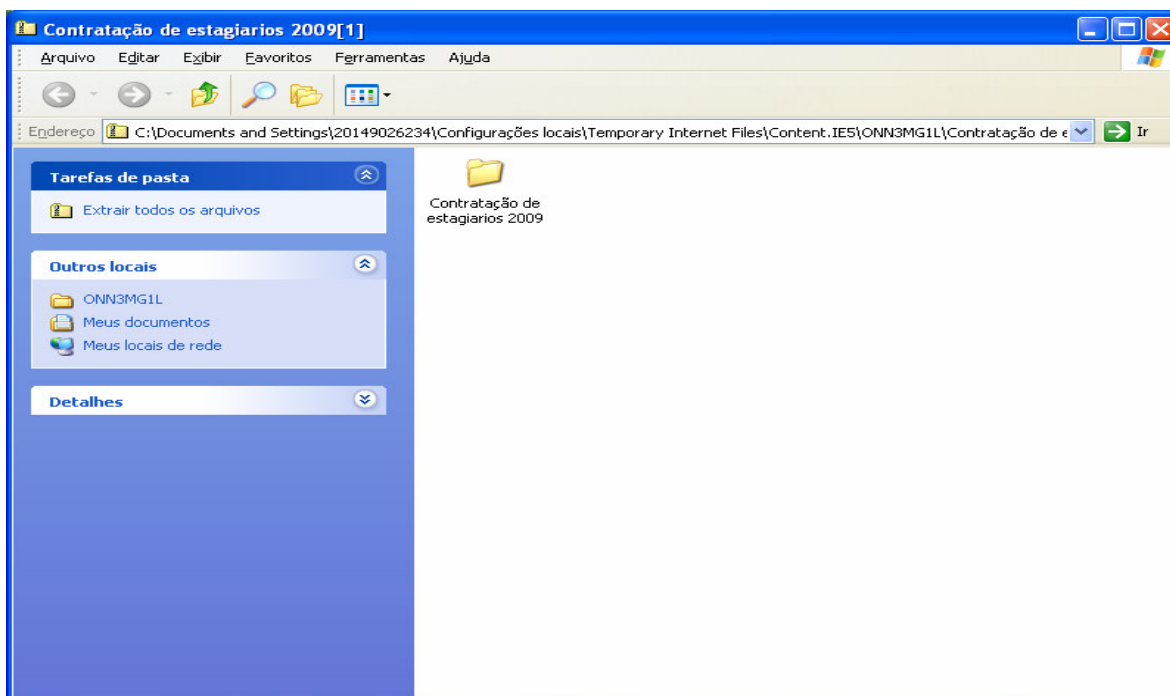 Contratação de estagiarios 2009[1]
Arquivo Editar Exibir Favoritos Ferramentas Ajuda
Endereço C:\Documents and Settings\20149026234\Configurações locais\Temporary Internet Files\Content.IE5\ONN3MG1L\Contratação de e Ir
Tarefas de pasta
Extrair todos os arquivos
Outros locais
ONN3MG1L
Meus documentos
Meus locais de rede
Detalhes
Contratação de
estagiarios 2009